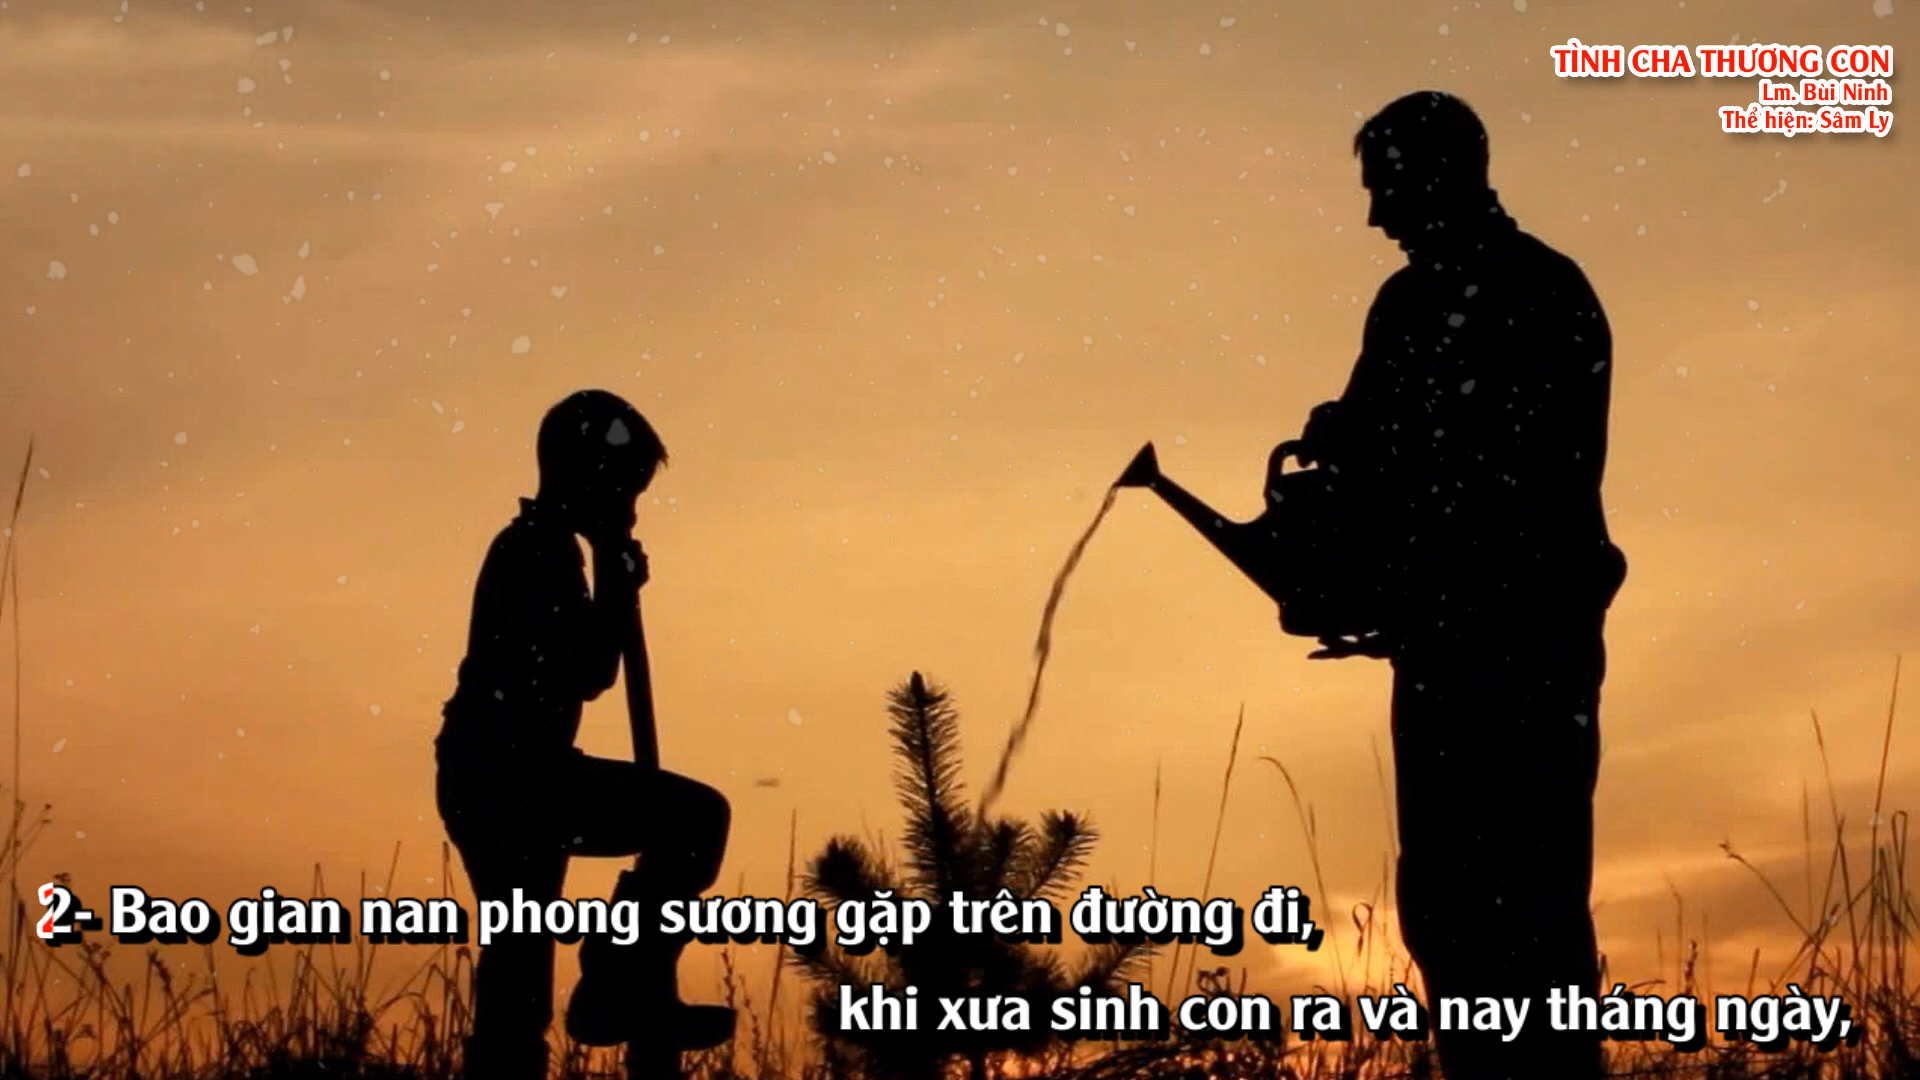 TÌNH CHA THƯƠNG CON
Lm. Bùi Ninh
Thể hiện: Sâm Ly
2- Bao gian nan phong sương gặp trên đường đi,
khi xưa sinh con ra và nay tháng ngày,